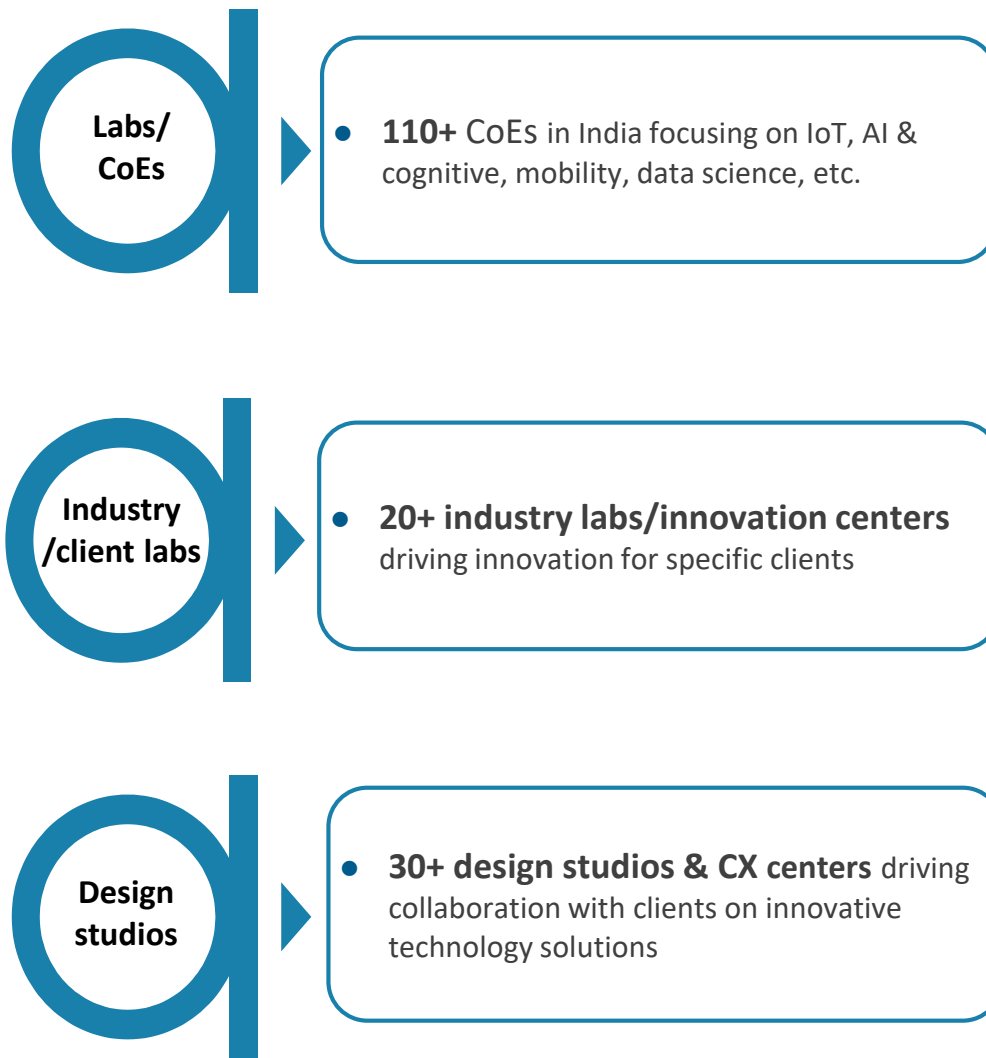 Labs/
CoEs
• 110+ CoEs in India focusing on IoT, AI &
cognitive, mobility, data science, etc.
Industry
/client labs
• 20+ industry labs/innovation centers
driving innovation for specific clients
Design
studios
• 30+ design studios & CX centers driving
collaboration with clients on innovative
technology solutions